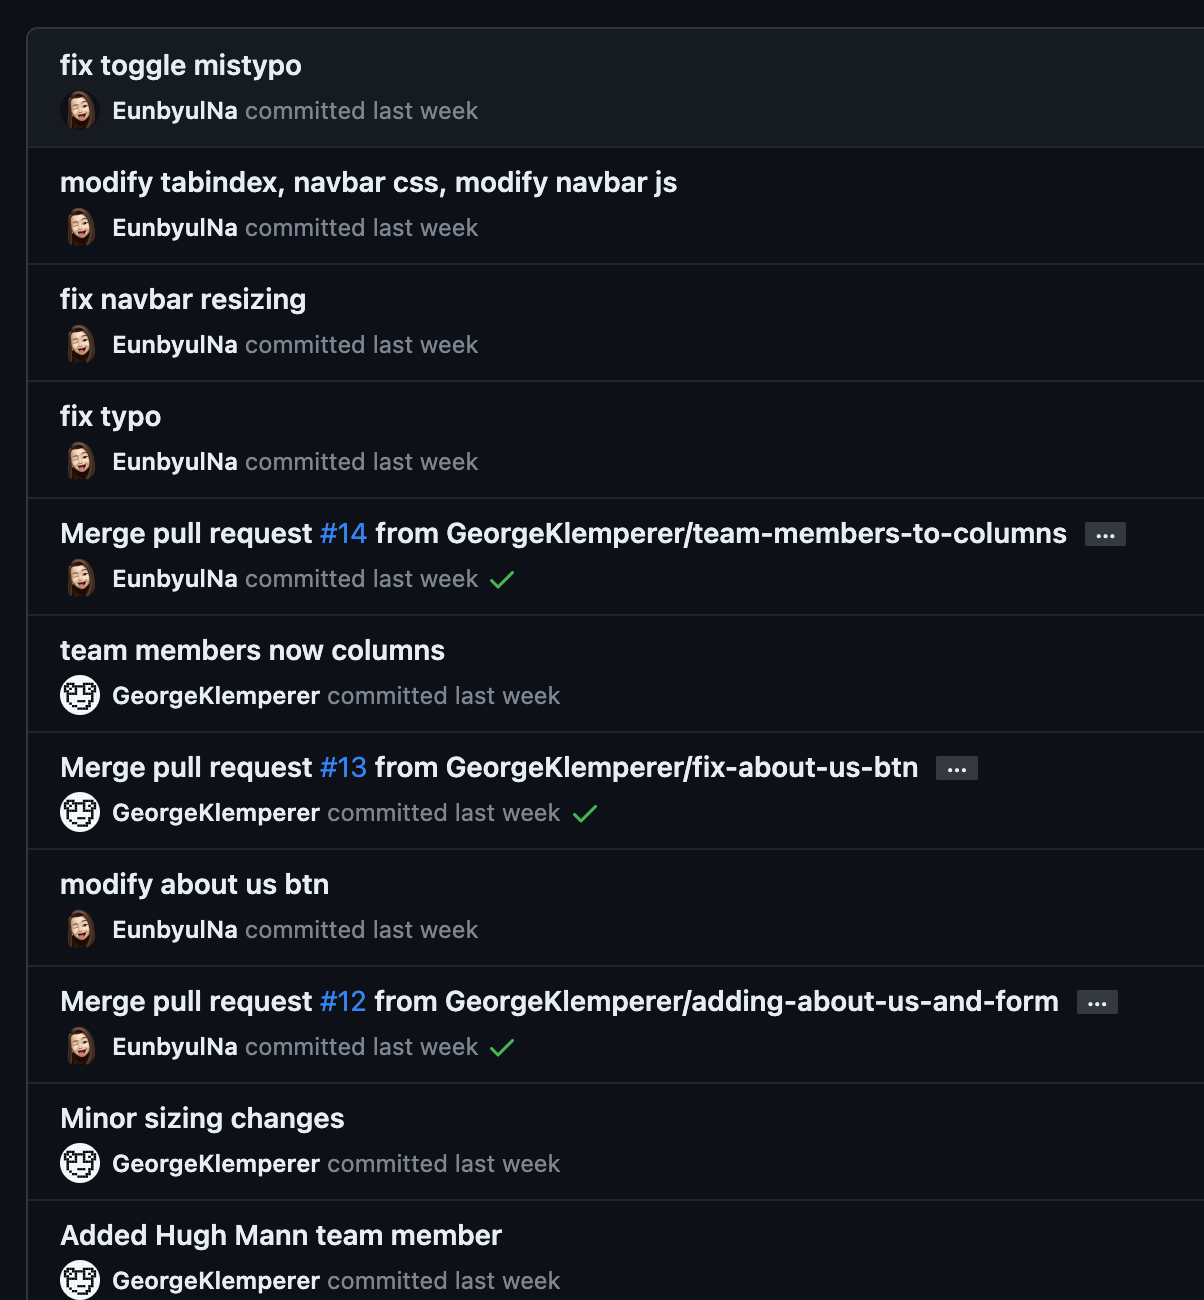 fix toggle mistypo
EunbyulNa committed last week
modify tabindex, navbar css, modify navbar js
EunbyulNa committed last week
fix navbar resizing
EunbyulNa committed last week
fix typo
EunbyulNa committed last week
Merge pull request #14 from GeorgeKlemperer/team-members-to-columns ...
EunbyulNa committed last week
team members now columns
GeorgeKlemperer committed last week
Merge pull request #13 from GeorgeKlemperer/fix-about-us-btn ...
GeorgeKlemperer committed last week
modify about us btn
EunbyulNa committed last week
Merge pull request #12 from GeorgeKlemperer/adding-about-us-and-form ...
EunbyulNa committed last week
Minor sizing changes
GeorgeKlemperer committed last week
Added Hugh Mann team member
GeorgeKlemperer committed last week